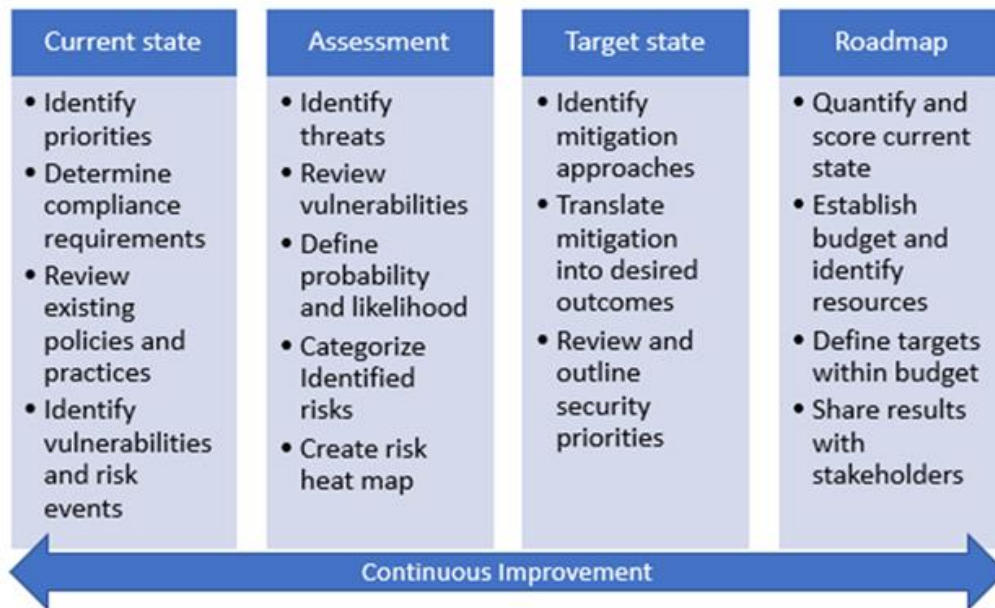 Current state
• Identify
priorities
• Determine
compliance
requirements
• Review
existing
policies and
practices
• Identify
vulnerabilities
and risk
events
Assessment
• Identify
threats
• Review
vulnerabilities
• Define
probability
and likelihood
• Categorize
Identified
risks
• Create risk
heat map
Target state
• Identify
mitigation
approaches
• Translate
mitigation
into desired
outcomes
• Review and
outline
security
priorities
Roadmap
• Quantify and
score current
state
• Establish
budget and
identify
resources
• Define targets
within budget
• Share results
with
stakeholders
Continuous Improvement